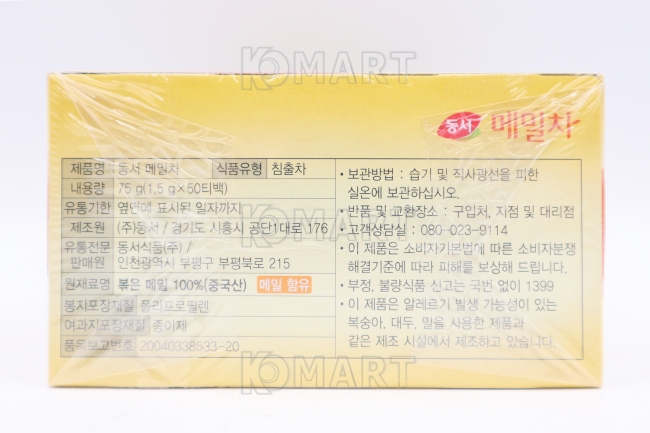 KOMART
동서 메밀차
제품명 동서 메밀차 식품유형 침출차
내용량 75 g(1.5 g×50티백)
유통기한 옆면에 표시된 일자까지
제조원 (주)동서 / 경기도 시흥시 공단1대로 176
유통전문 동서식품(주) /
판매원 인천광역시 부평구 부평북로 215
원재료명 볶은 메밀 100%(중국산) 메밀 함유
봉지포장재질 폴리프로필렌
여과지포장재질 종이제
품목보고번호 20040338533-20
• 보관방법 : 습기 및 직사광선을 피한
실온에 보관하십시오.
• 반품 및 교환장소 : 구입처, 지점 및 대리점
• 고객상담실 : 080-023-9114
• 이 제품은 소비자기본법에 따른 소비자분쟁
해결기준에 따라 피해를 보상해 드립니다.
• 부정, 불량식품 신고는 국번 없이 1399
• 이 제품은 알레르기 발생 가능성이 있는
복숭아, 대두, 밀을 사용한 제품과
같은 제조 시설에서 제조하고 있습니다.
KOMART